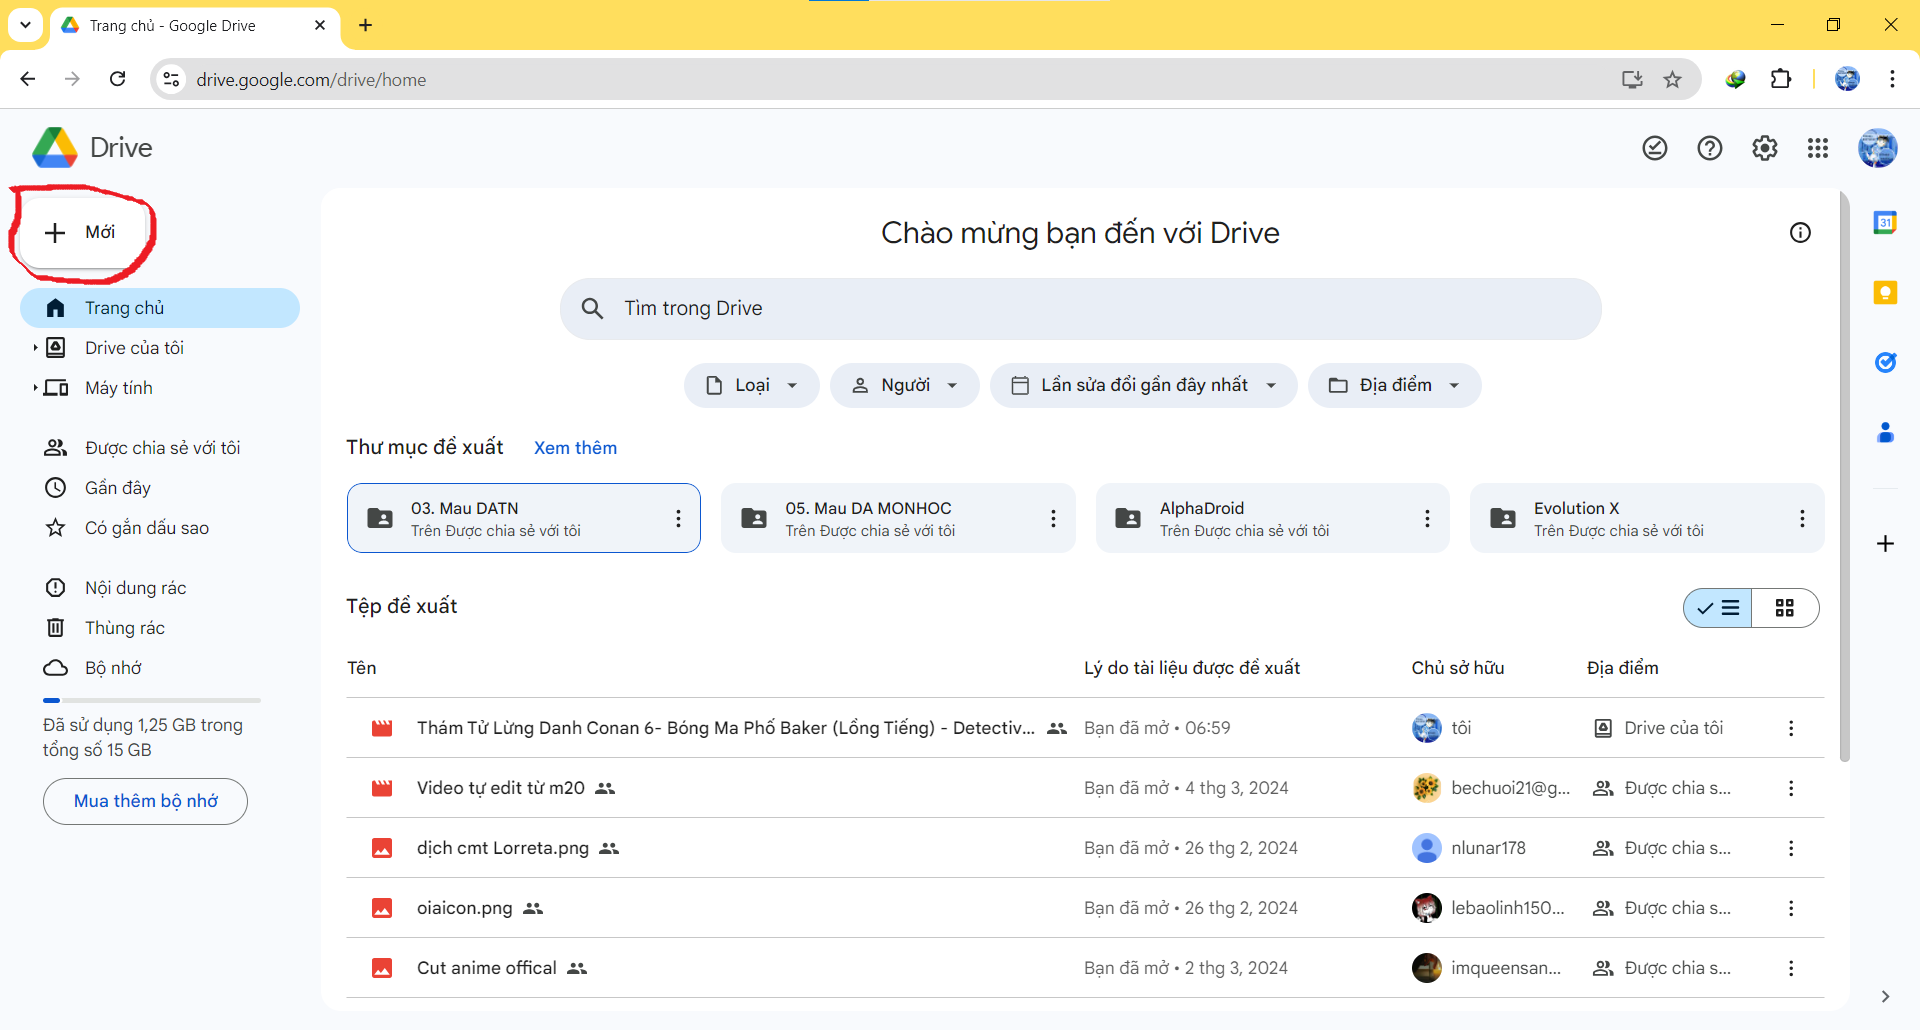 Trang chủ - Google Drive
drive.google.com/drive/home
Drive
Mới
Trang chủ
Drive của tôi
Máy tính
Được chia sẻ với tôi
Gần đây
Có gắn dấu sao
Nội dung rác
Thùng rác
Bộ nhớ
Đã sử dụng 1,25 GB trong
tổng số 15 GB
Mua thêm bộ nhớ
Chào mừng bạn đến với Drive
Tìm trong Drive
Loại Người Lần sửa đổi gần đây nhất Địa điểm
Thư mục đề xuất Xem thêm
03. Mau DATN
Trên Được chia sẻ với tôi
05. Mau DA MONHOC
Trên Được chia sẻ với tôi
AlphaDroid
Trên Được chia sẻ với tôi
Evolution X
Trên Được chia sẻ với tôi
Tệp đề xuất
Tên Lý do tài liệu được đề xuất Chủ sở hữu Địa điểm
Thám Tử Lừng Danh Conan 6- Bóng Ma Phố Baker (Lồng Tiếng) - Detectiv... Bạn đã mở • 06:59 tôi Drive của tôi
Video tự edit từ m20 Bạn đã mở • 4 thg 3, 2024 bechuoi21@g... Được chia s...
dịch cmt Lorreta.png Bạn đã mở • 26 thg 2, 2024 nlunar178 Được chia s...
oiaicon.png Bạn đã mở • 26 thg 2, 2024 lebaolinh150... Được chia s...
Cut anime offical Bạn đã mở • 2 thg 3, 2024 imqueensan... Được chia s...
31